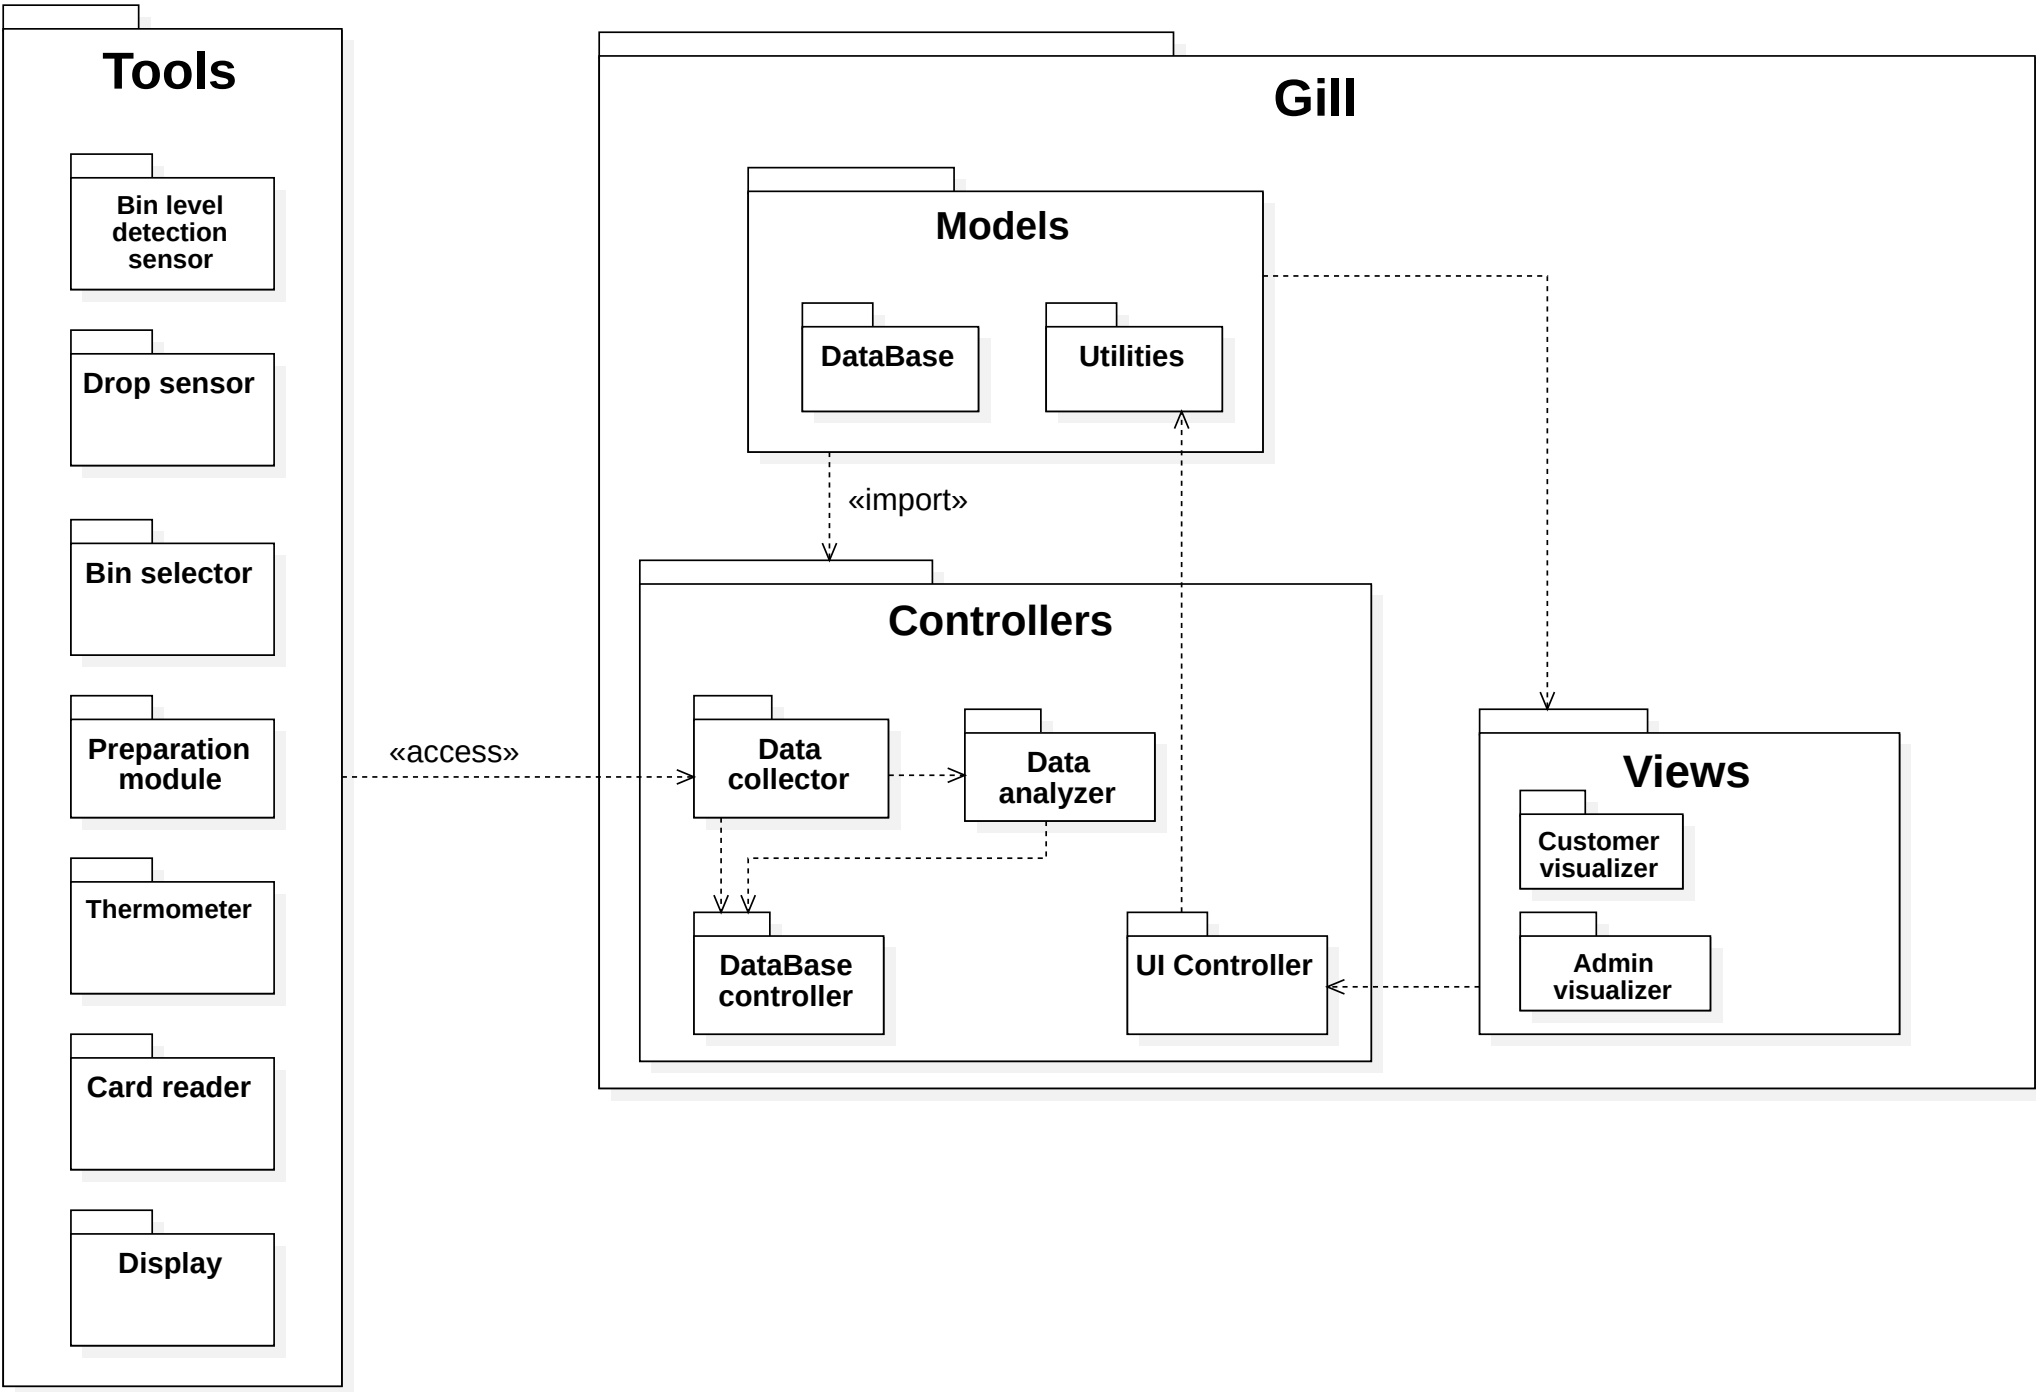 Tools
Bin level
detection
sensor
Drop sensor
Bin selector
Preparation
module
Thermometer
Card reader
Display
«access»
Gill
Models
DataBase
Utilities
«import»
Controllers
Data
collector
Data
analyzer
DataBase
controller
UI Controller
Views
Customer
visualizer
Admin
visualizer